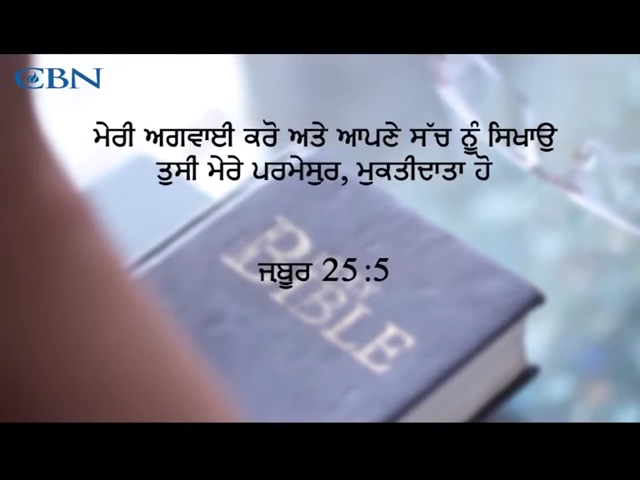 CBN
ਮੇਰੀ ਅਗਵਾਈ ਕਰੋ ਅਤੇ ਆਪਣੇ ਸੱਚ ਨੂੰ ਸਿਖਾਉ
ਤੁਸੀ ਮੇਰੇ ਪਰਮੇਸੁਰ, ਮੁਕਤੀਦਾਤਾ ਹੋ
ਜ਼ਬੂਰ 25:5
BIBLE